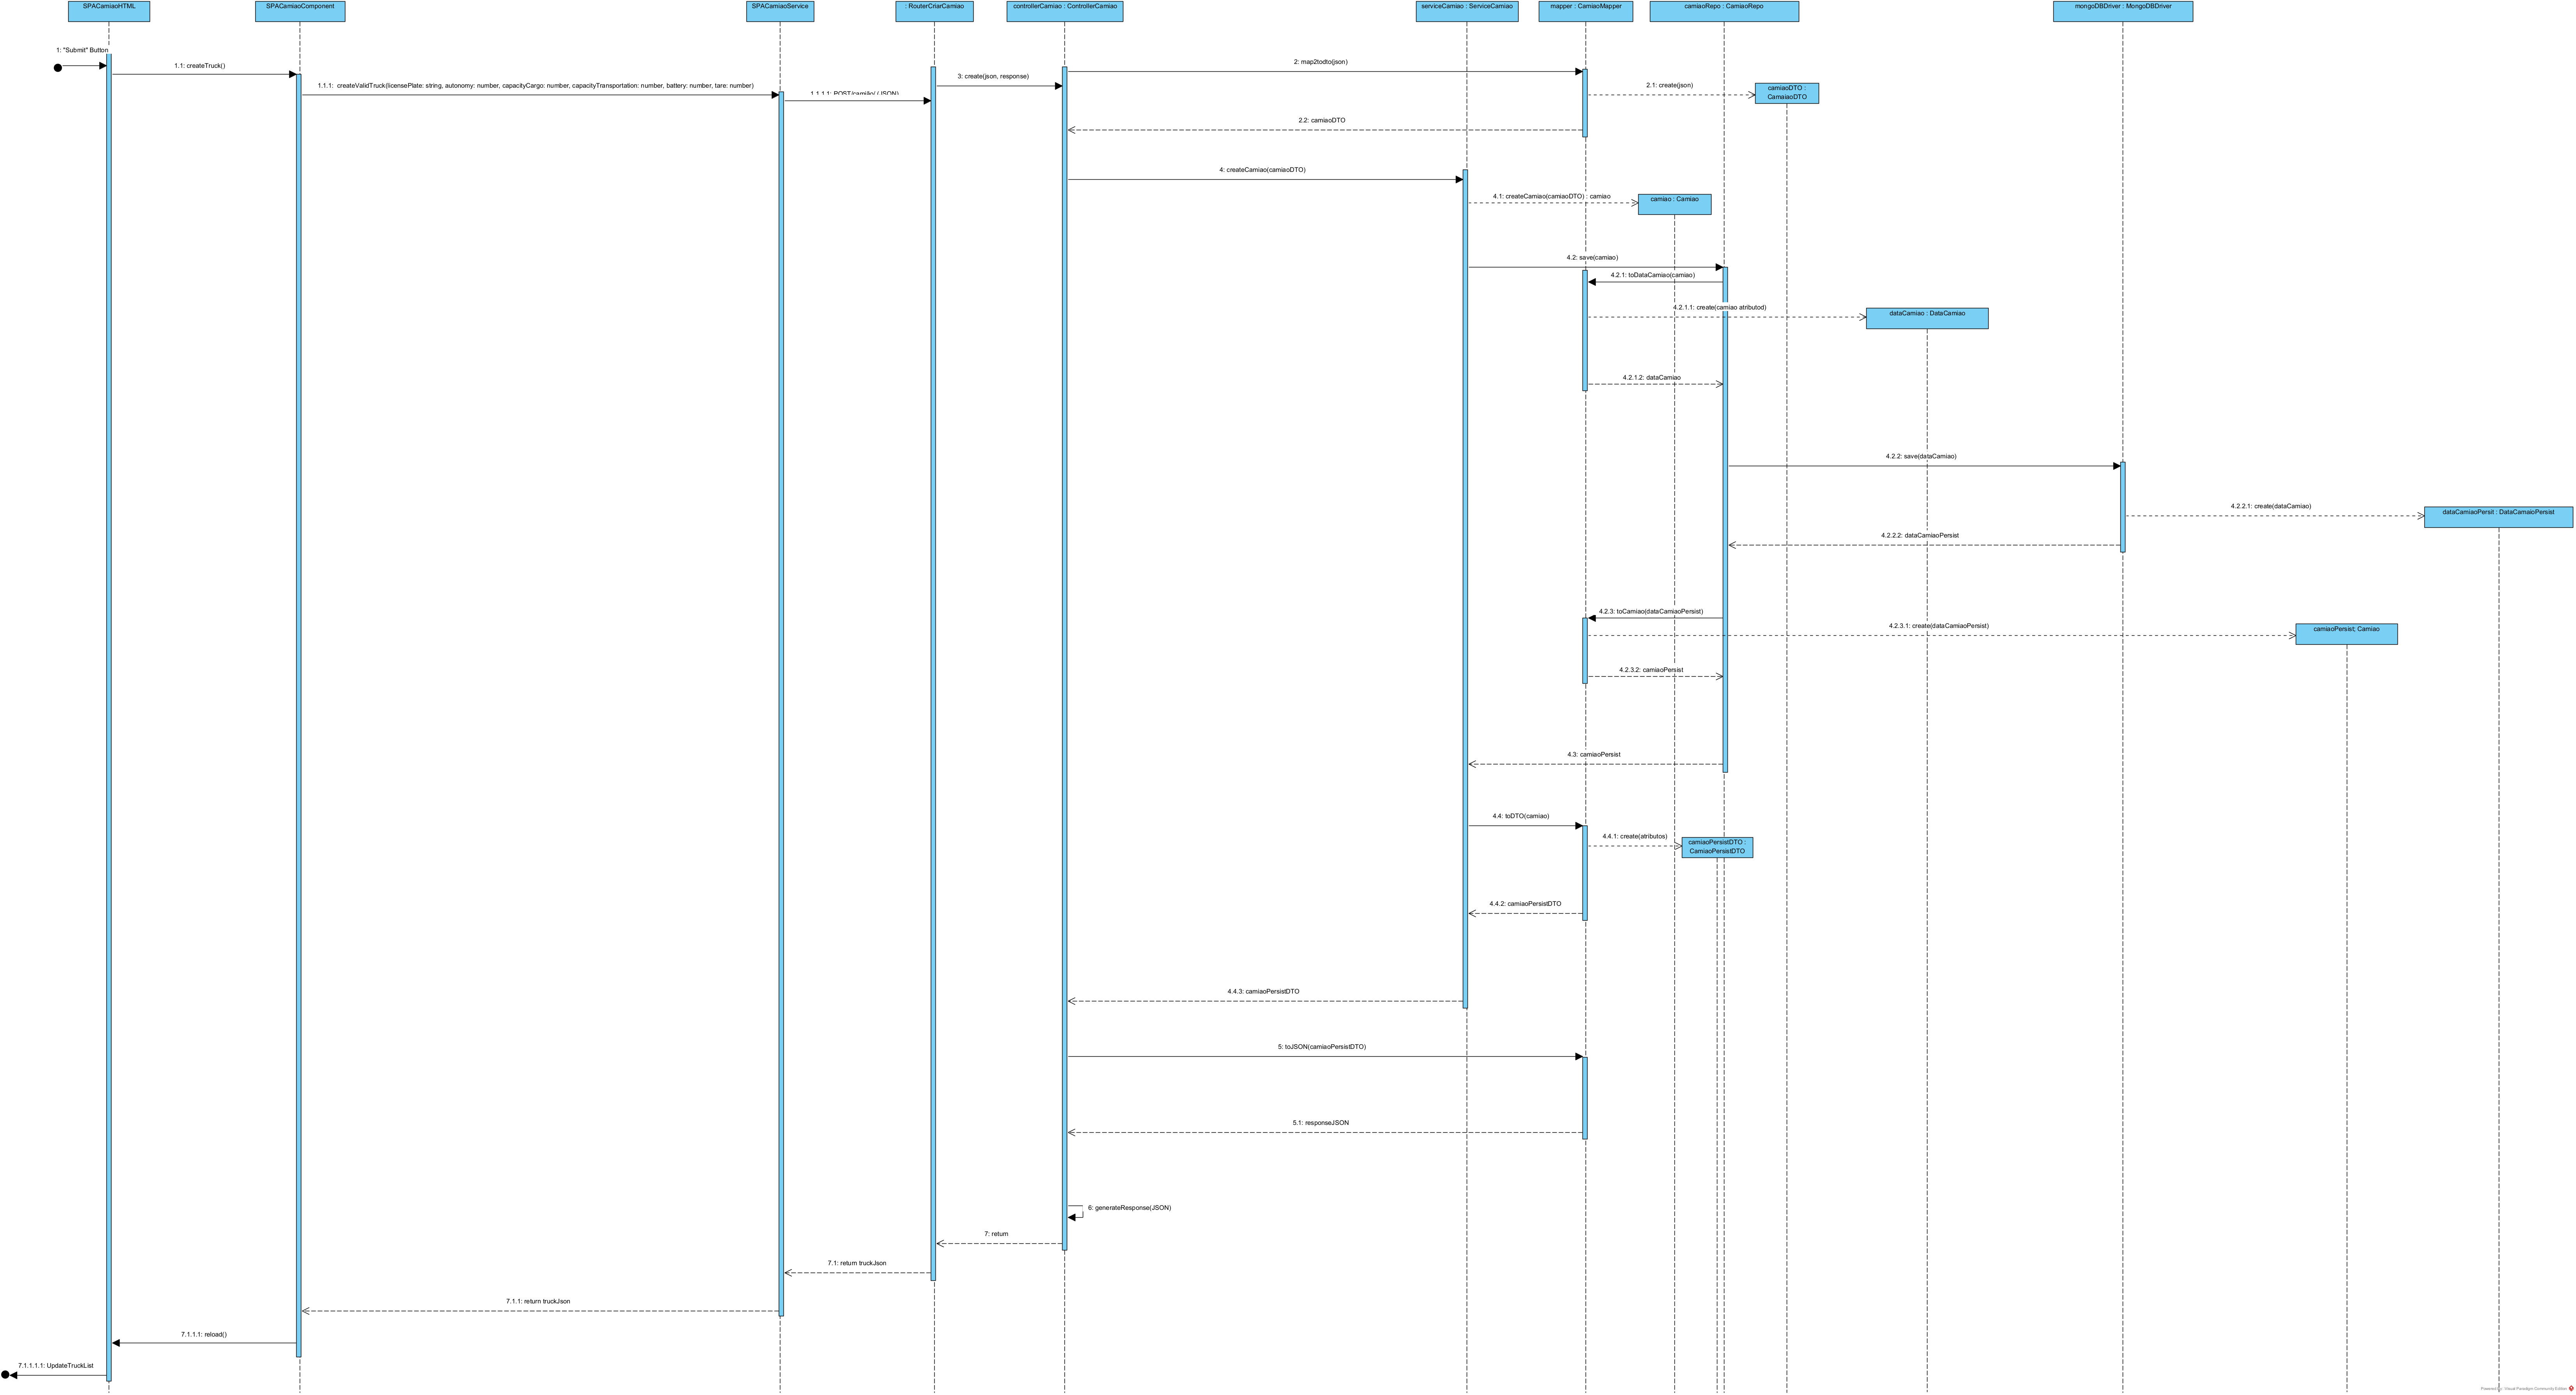 SPACamiaoHTML
SPACamiaoComponent
SPACamiaoService
: RouterCriarCamiao
controllerCamiao : ControllerCamiao
serviceCamiao : ServiceCamiao
mapper : CamiaoMapper
camiaoRepo : CamiaoRepo
mongoDBDriver : MongoDBDriver
1: "Submit" Button
1.1: createTruck()
1.1.1: createValidTruck(licensePlate: string, autonomy: number, capacityCargo: number, capacityTransportation: number, battery: number, tare: number)
1.1.1.1: POST(camião/ (JSON)
3: create(json, response)
2: map2todto(json)
2.1: create(json)
camiaoDTO :
CamaiaoDTO
2.2: camiaoDTO
4: createCamiao(camiaoDTO)
4.1: createCamiao(camiaoDTO) : camiao
camiao : Camiao
4.2: save(camiao)
4.2.1: toDataCamiao(camiao)
4.2.1.1: create(camiao atributod)
dataCamiao : DataCamiao
4.2.1.2: dataCamiao
4.2.2: save(dataCamiao)
4.2.2.1: create(dataCamiao)
dataCamiaoPersit : DataCamaioPersist
4.2.2.2: dataCamiaoPersist
4.2.3: toCamiao(dataCamiaoPersist)
4.2.3.1: create(dataCamiaoPersist)
camiaoPersist; Camiao
4.2.3.2: camiaoPersist
4.3: camiaoPersist
4.4: toDTO(camiao)
4.4.1: create(atributos)
camiaoPersistDTO :
CamiaoPersistDTO
4.4.2: camiaoPersistDTO
4.4.3: camiaoPersistDTO
5: toJSON(camiaoPersistDTO)
5.1: responseJSON
6: generateResponse(JSON)
7: return
7.1: return truckJson
7.1.1: return truckJson
7.1.1.1: reload()
7.1.1.1.1: UpdateTruckList
Powered By Visual Paradigm Community Edition